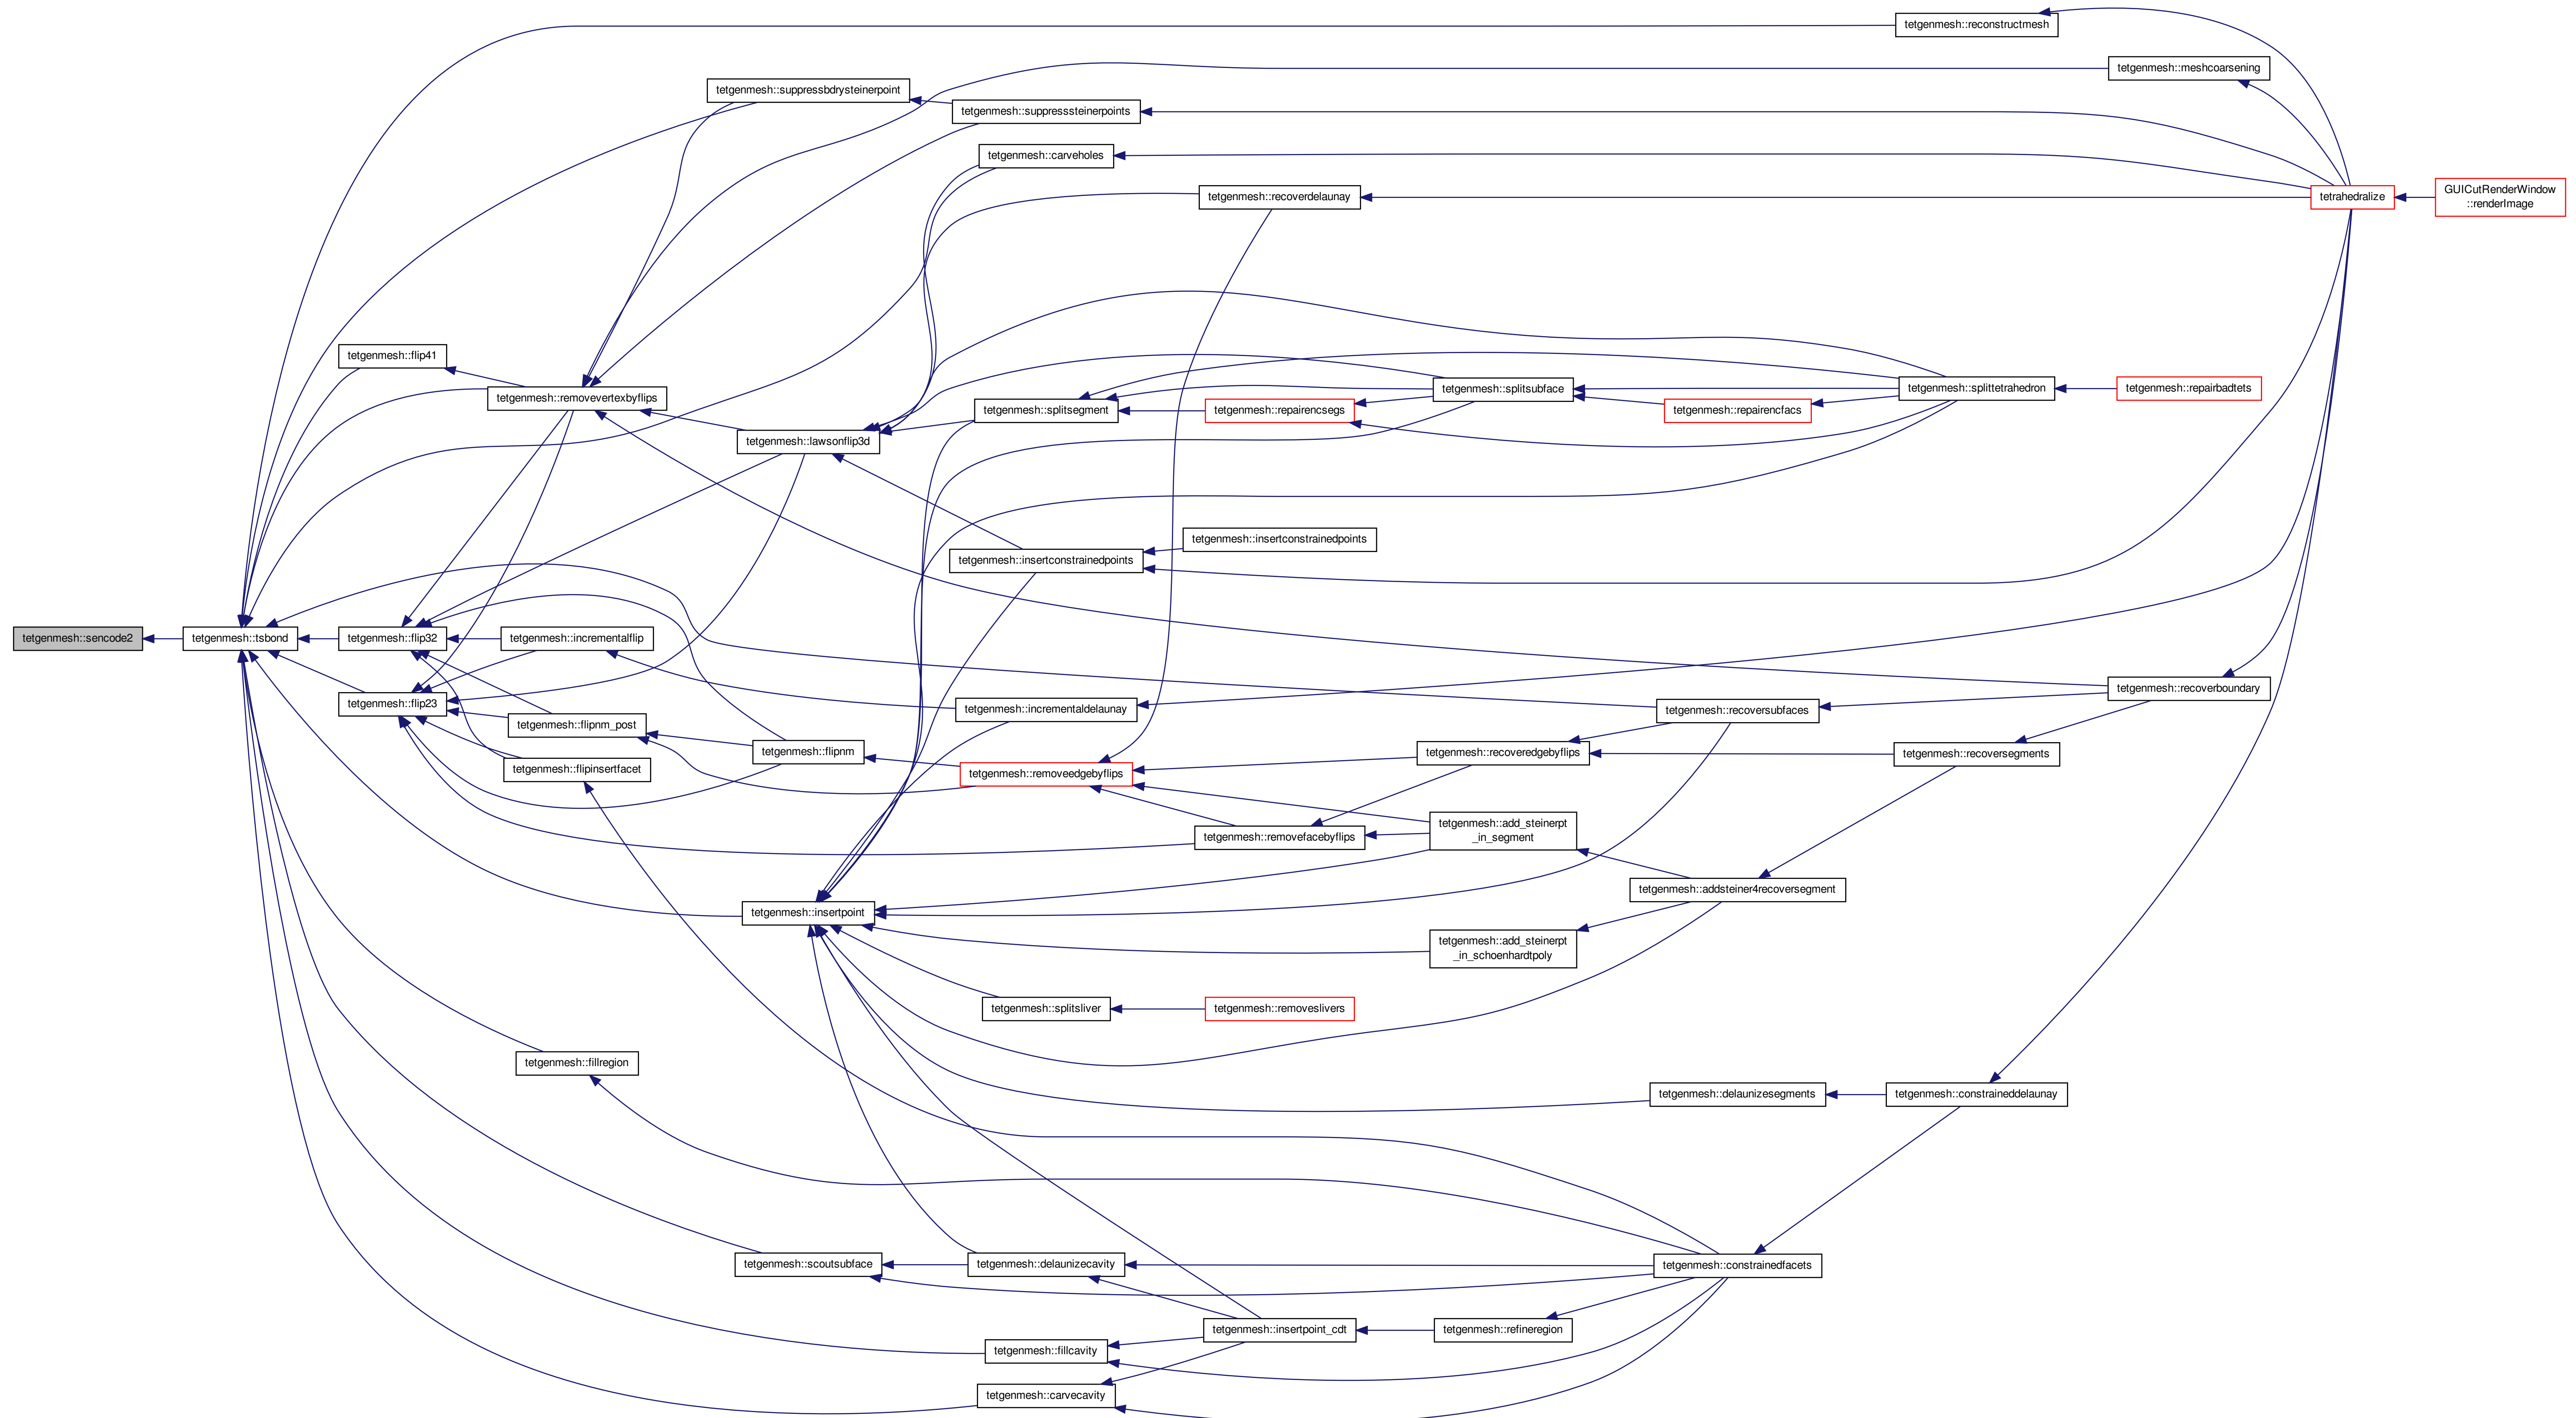 tetgenmesh::reconstructmesh
tetgenmesh::meshcoarsening
tetgenmesh::suppressbdrysteinerpoint
tetgenmesh::suppresssteinerpoints
tetgenmesh::carveholes
tetgenmesh::recoverdelaunay
tetrahedralize
GUICutRenderWindow
::renderImage
tetgenmesh::flip41
tetgenmesh::removevertexbyflips
tetgenmesh::splitsubface
tetgenmesh::splittetrahedron
tetgenmesh::repairbadtets
tetgenmesh::splitsegment
tetgenmesh::repairencsegs
tetgenmesh::repairencfacs
tetgenmesh::lawsonflip3d
tetgenmesh::insertconstrainedpoints
tetgenmesh::insertconstrainedpoints
tetgenmesh::sencode2
tetgenmesh::tsbond
tetgenmesh::flip32
tetgenmesh::incrementalflip
tetgenmesh::recoverboundary
tetgenmesh::flip23
tetgenmesh::incrementaldelaunay
tetgenmesh::recoversubfaces
tetgenmesh::flipnm_post
tetgenmesh::flipnm
tetgenmesh::recoveredgebyflips
tetgenmesh::recoversegments
tetgenmesh::flipinsertfacet
tetgenmesh::removeedgebyflips
tetgenmesh::removefacebyflips
tetgenmesh::add_steinerpt
_in_segment
tetgenmesh::addsteiner4recoversegment
tetgenmesh::insertpoint
tetgenmesh::add_steinerpt
_in_schoenhardtpoly
tetgenmesh::splitsliver
tetgenmesh::removeslivers
tetgenmesh::fillregion
tetgenmesh::delaunizesegments
tetgenmesh::constraineddelaunay
tetgenmesh::scoutsubface
tetgenmesh::delaunizecavity
tetgenmesh::constrainedfacets
tetgenmesh::insertpoint_cdt
tetgenmesh::refineregion
tetgenmesh::fillcavity
tetgenmesh::carvecavity